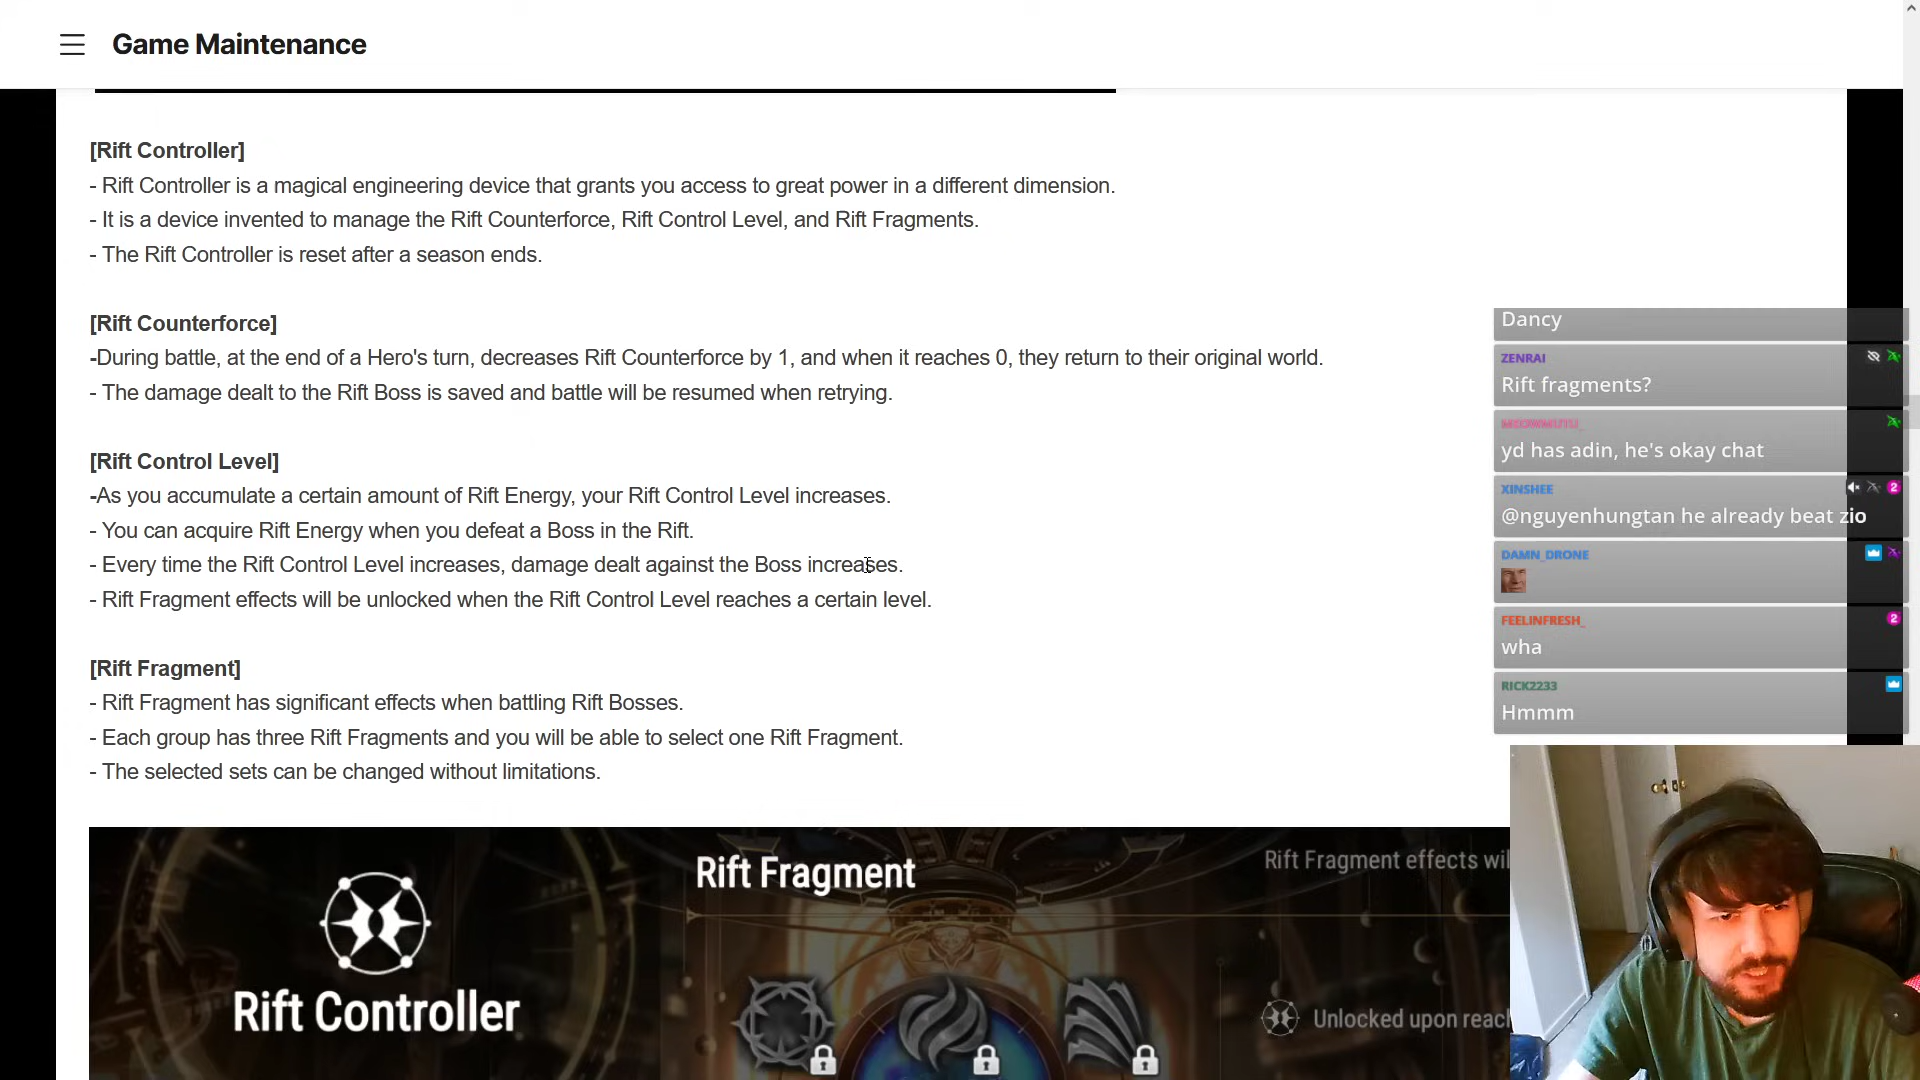 Game Maintenance
[Rift Controller]
- Rift Controller is a magical engineering device that grants you access to great power in a different dimension.
- It is a device invented to manage the Rift Counterforce, Rift Control Level, and Rift Fragments.
- The Rift Controller is reset after a season ends.
[Rift Counterforce]
-During battle, at the end of a Hero's turn, decreases Rift Counterforce by 1, and when it reaches 0, they return to their original world.
- The damage dealt to the Rift Boss is saved and battle will be resumed when retrying.
[Rift Control Level]
-As you accumulate a certain amount of Rift Energy, your Rift Control Level increases.
- You can acquire Rift Energy when you defeat a Boss in the Rift.
- Every time the Rift Control Level increases, damage dealt against the Boss increases.
- Rift Fragment effects will be unlocked when the Rift Control Level reaches a certain level.
[Rift Fragment]
- Rift Fragment has significant effects when battling Rift Bosses.
- Each group has three Rift Fragments and you will be able to select one Rift Fragment.
- The selected sets can be changed without limitations.
Rift Controller
Rift Fragment
Rift Fragment effects wil
Unlocked upon reac
Dancy
ZENRAI
Rift fragments?
yd has adin, he's okay chat
XINSHEE
2
@nguyenhungtan he already beat zio
DAMN_DRONE
FEELINFRESH_
2
wha
RICK2233
Hmmm